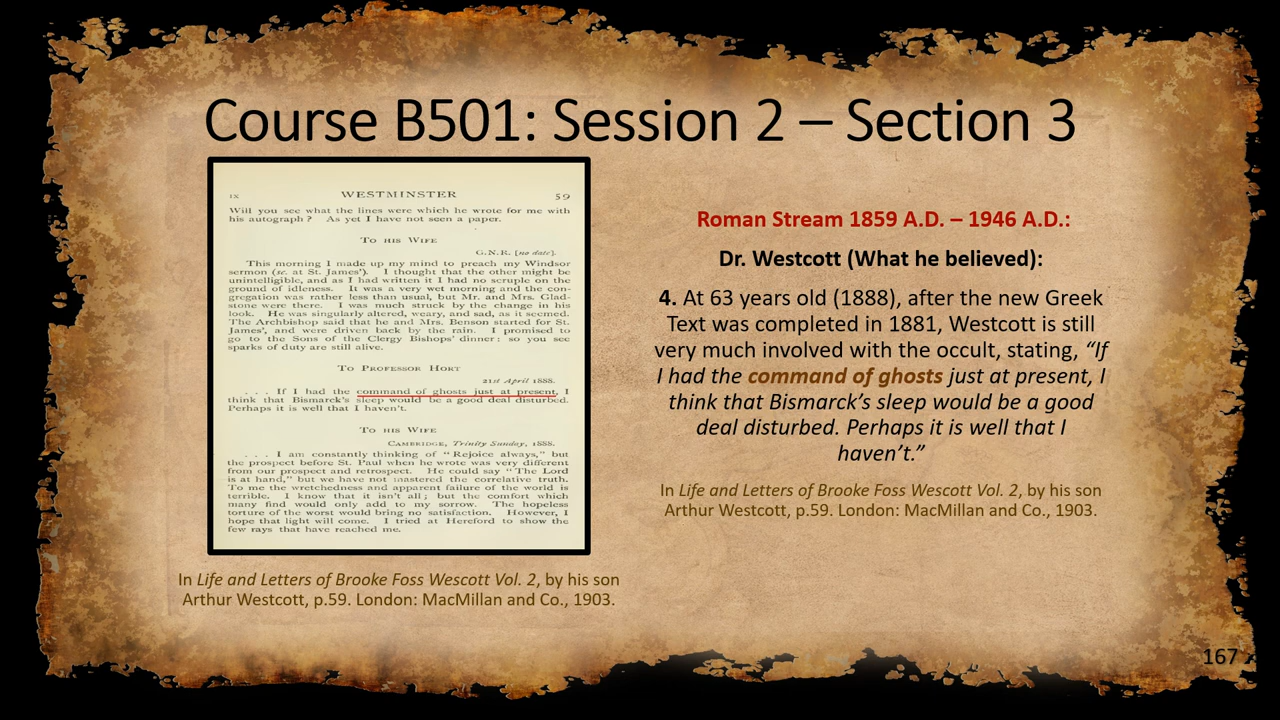 Course B501: Session 2 – Section 3
IX WESTMINSTER 59
Will you see what the lines were which he wrote for me with
his autograph? As yet I have not seen a paper.
To his Wife
G.N.R. [no date].
This morning I made up my mind to preach my Windsor
sermon (sc. at St. James'). I thought that the other might be
unintelligible, and as I had written it I had no scruple on the
ground of idleness. It was a very wet morning and the con-
gregation was rather less than usual, but Mr. and Mrs. Glad-
stone were there. I was much struck by the change in his
look. He was singularly altered, weary, and sad, as it seemed.
The Archbishop said that he and Mrs. Benson started for St.
James', and were driven back by the rain. I promised to
go to the Sons of the Clergy Bishops' dinner: so you see
sparks of duty are still alive.
To Professor Hort
21st April 1888.
. . . . If I had the command of ghosts just at present, I
think that Bismarck's sleep would be a good deal disturbed.
Perhaps it is well that I haven't.
To his Wife
Cambridge, Trinity Sunday, 1888.
. . . I am constantly thinking of "Rejoice always," but
the prospect before St. Paul when he wrote was very different
from our prospect and retrospect. He could say "The Lord
is at hand," but we have not mastered the correlative truth.
To me the wretchedness and apparent failure of the world is
terrible. I know that it isn't all; but the comfort which
many find would only add to my sorrow. The hopeless
torture of the worst would bring no satisfaction. However, I
hope that light will come. I tried at Hereford to show the
few rays that have reached me.
In Life and Letters of Brooke Foss Wescott Vol. 2, by his son
Arthur Westcott, p.59. London: MacMillan and Co., 1903.
Roman Stream 1859 A.D. – 1946 A.D.:
Dr. Westcott (What he believed):
4. At 63 years old (1888), after the new Greek
Text was completed in 1881, Westcott is still
very much involved with the occult, stating, “If
I had the command of ghosts just at present, I
think that Bismarck’s sleep would be a good
deal disturbed. Perhaps it is well that I
haven’t.”
In Life and Letters of Brooke Foss Wescott Vol. 2, by his son
Arthur Westcott, p.59. London: MacMillan and Co., 1903.
167